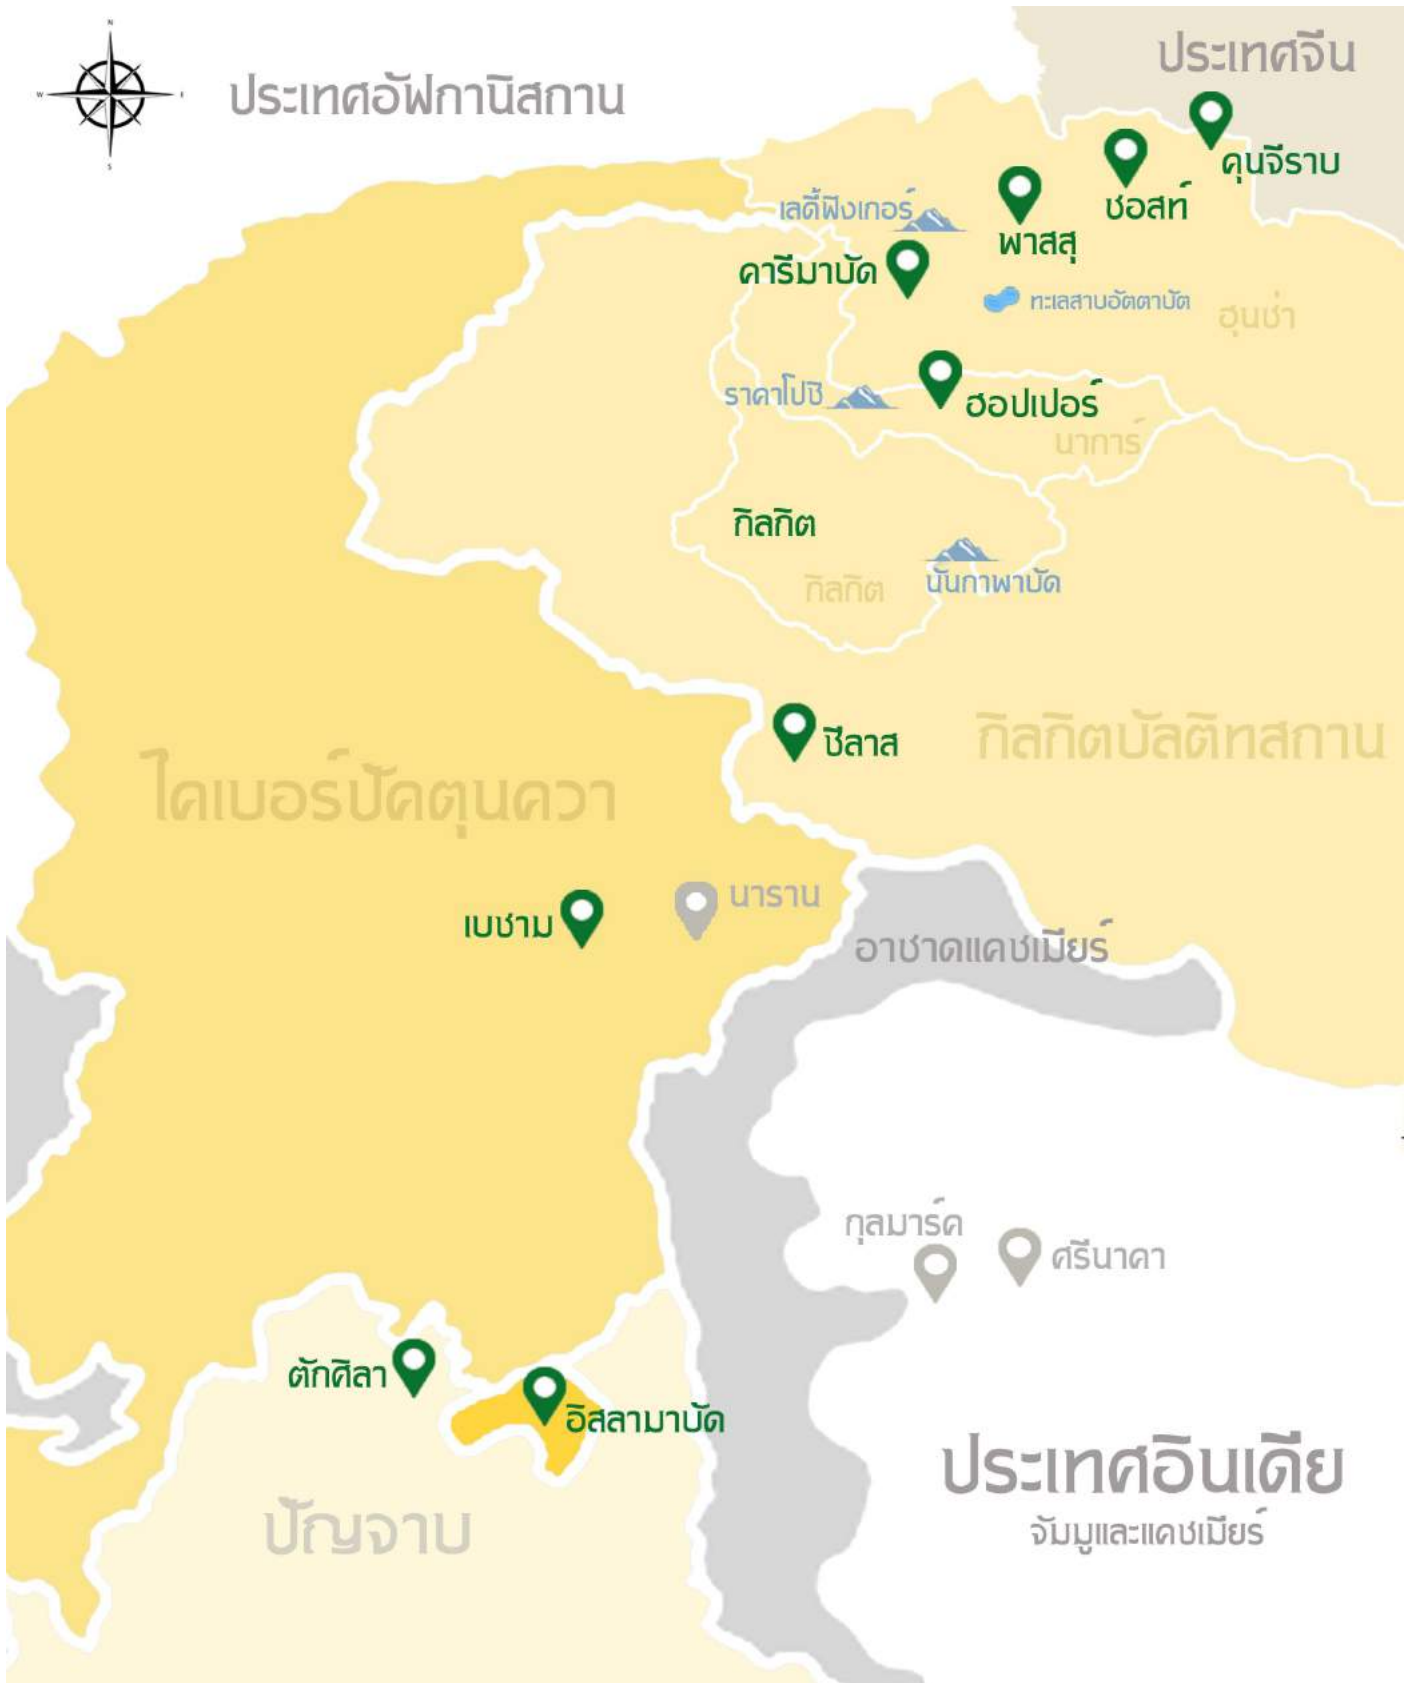 N
W
E
S
ประเทศอัฟกานิสถาน
ประเทศจีน
คุนจีราบ
ซอสท์
พาสสุ
เลดี้ฟิงเกอร์
คารีมาบัด
ทะเลสาบอัตตาบัต
ฮุนซ่า
ราคาโปชิ
ฮอปเปอร์
นาการ์
กิลกิต
นันกาพาบัด
กิลกิต
ชีลาส
กิลกิตบัลติทสถาน
ไคเบอร์ปัคตุนควา
เบชาม
นาราน
อาซาดแคชเมียร์
กุลมาร์ค
ศรีนาคา
ตักศิลา
อิสลามาบัด
ประเทศอินเดีย
จัมมูและแคชเมียร์
ปัญจาบ